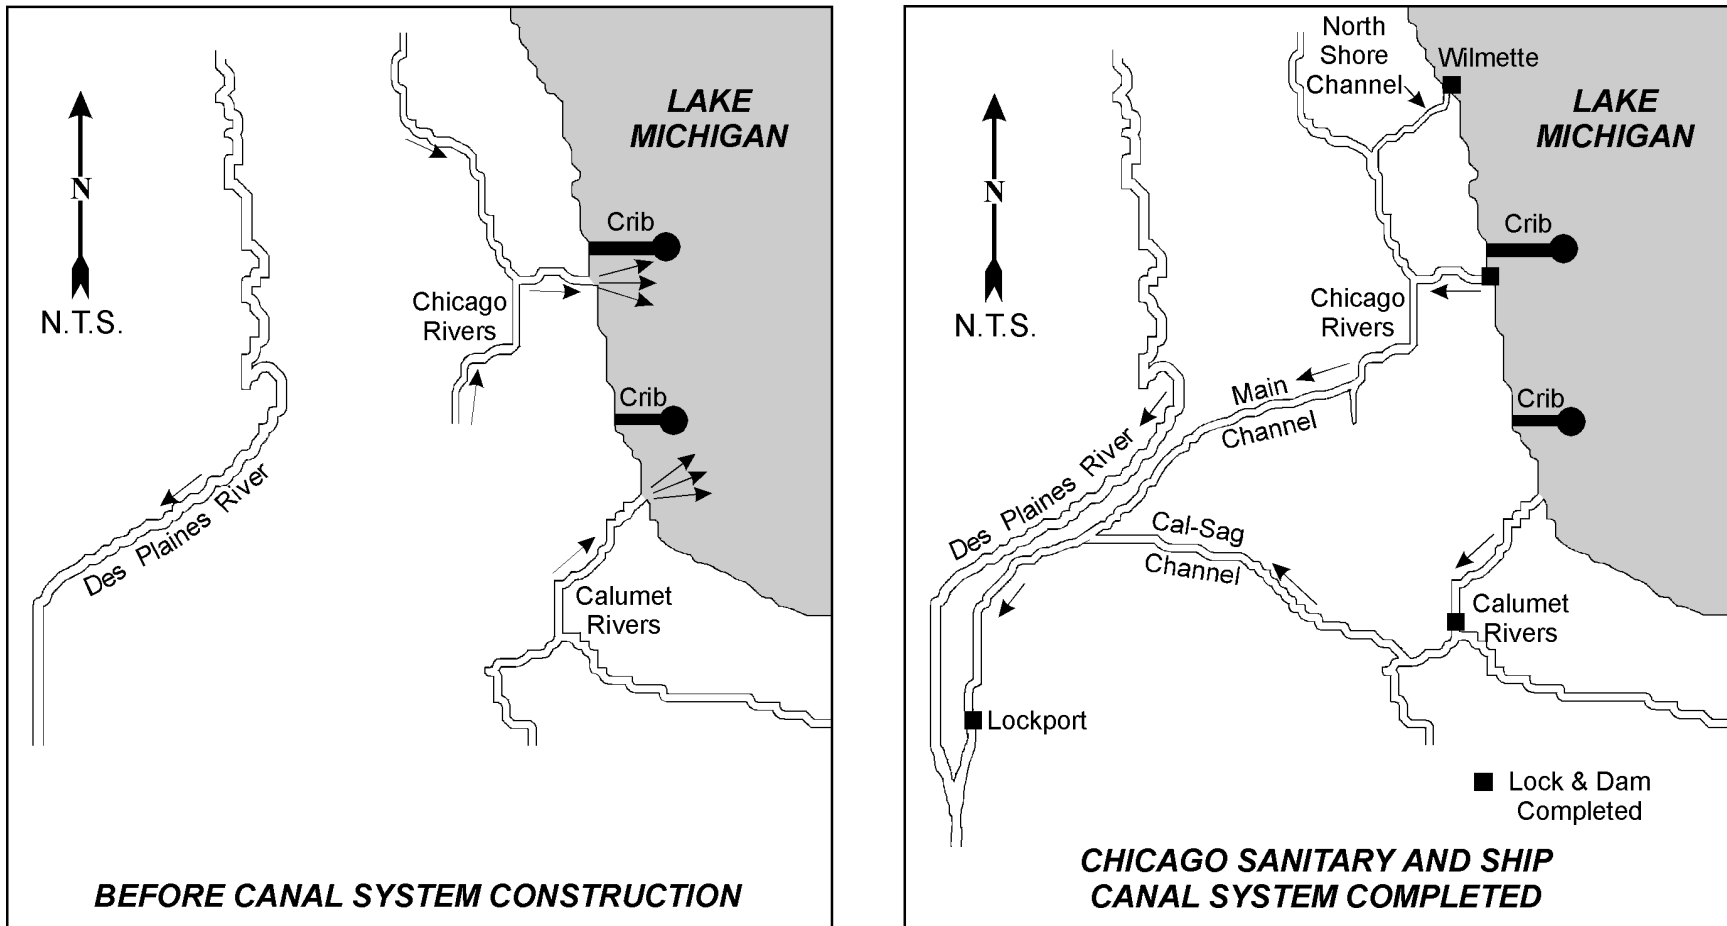 LAKE
MICHIGAN
N
N.T.S.
Crib
Chicago
Rivers
Crib
Des Plaines River
Calumet
Rivers
BEFORE CANAL SYSTEM CONSTRUCTION
North
Shore
Channel
Wilmette
LAKE
MICHIGAN
N
N.T.S.
Crib
Chicago
Rivers
Main
Channel
Crib
Des Plaines River
Cal-Sag
Channel
Calumet
Rivers
Lockport
Lock & Dam
Completed
CHICAGO SANITARY AND SHIP
CANAL SYSTEM COMPLETED